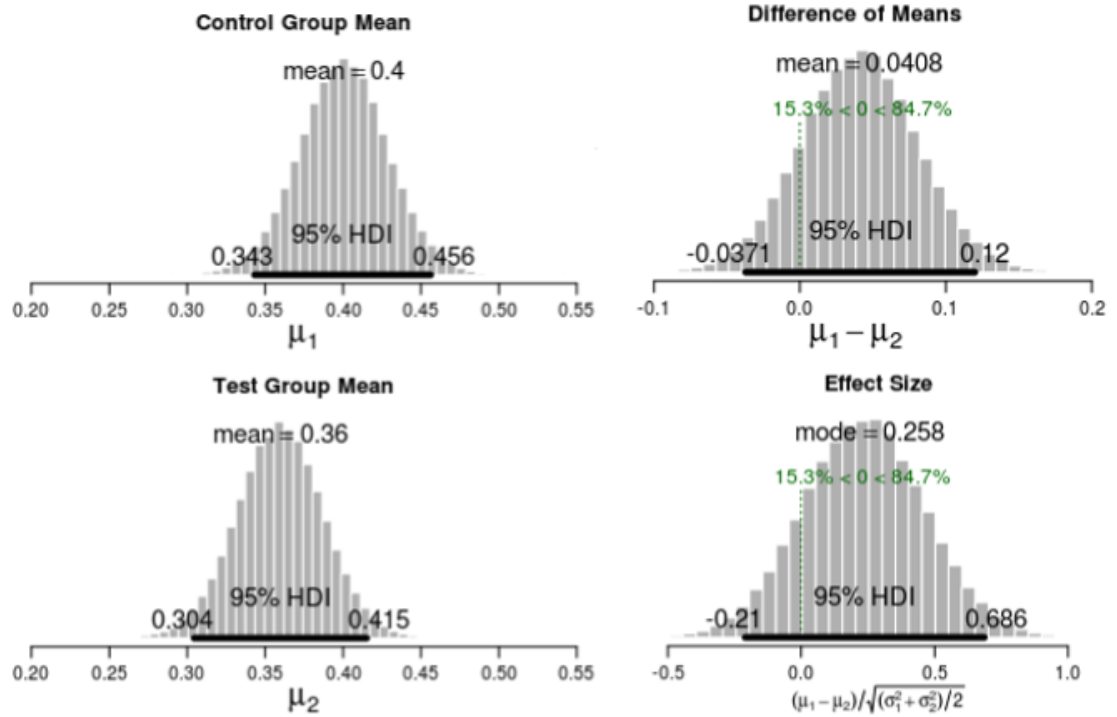 Control Group Mean
mean = 0.4
95% HDI
0.343
0.456
0.20 0.25 0.30 0.35 0.40 0.45 0.50 0.55
μ1
Difference of Means
mean = 0.0408
15.3% < 0 < 84.7%
95% HDI
-0.0371
0.12
-0.1 0.0 0.1 0.2
μ1 − μ2
Test Group Mean
mean = 0.36
95% HDI
0.304
0.415
0.20 0.25 0.30 0.35 0.40 0.45 0.50 0.55
μ2
Effect Size
mode = 0.258
15.3% < 0 < 84.7%
95% HDI
-0.21
0.686
-0.5 0.0 0.5 1.0
(μ1 − μ2)/√(σ1² + σ2²)/2